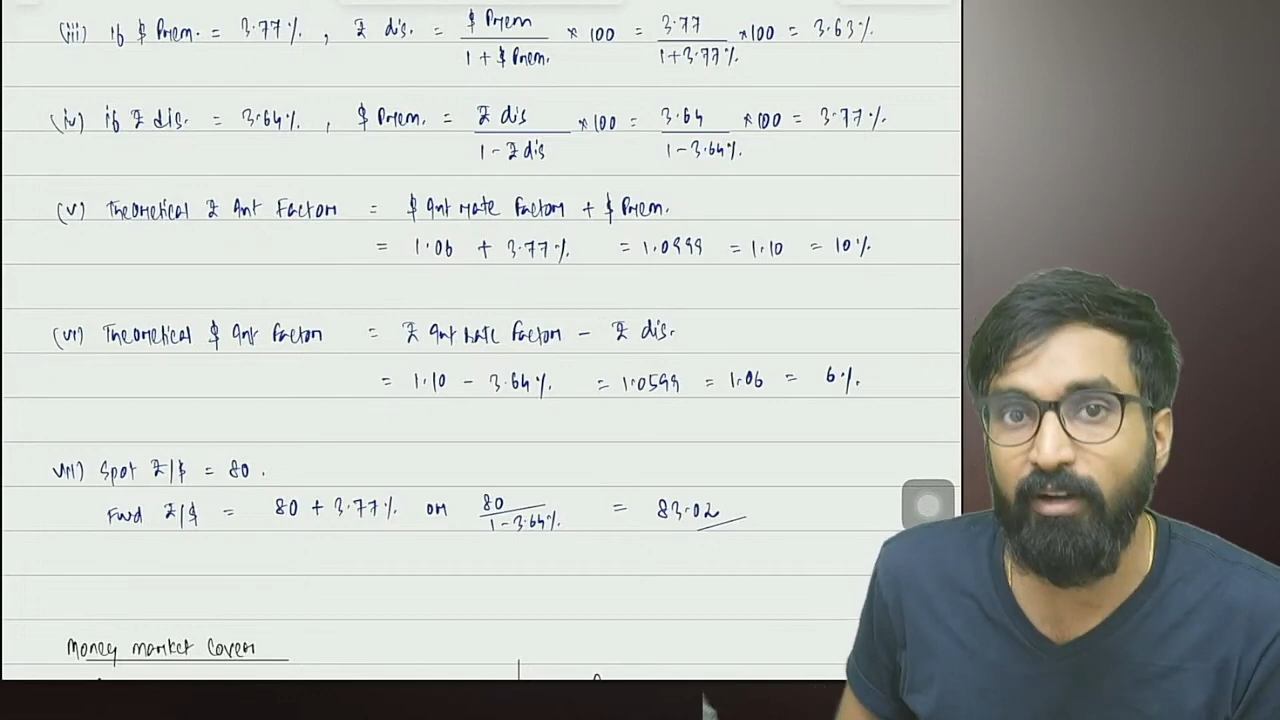 (iii) if $ Prem. = 3.77%, ₹ dis. = $ Prem / 1 + $ Prem. × 100 = 3.77 / 1+3.77% × 100 = 3.63%
(iv) if ₹ dis. = 3.64%, $ Prem. = ₹ dis / 1 - ₹ dis × 100 = 3.64 / 1-3.64% × 100 = 3.77%
(v) Theoretical ₹ Int Factor = $ Int rate Factor + $ Prem.
= 1.06 + 3.77% = 1.0999 = 1.10 = 10%
(vi) Theoretical $ Int factor = ₹ Int rate factor - ₹ dis.
= 1.10 - 3.64% = 1.0599 = 1.06 = 6%
vii) Spot ₹/$ = 80.
Fwd ₹/$ = 80 + 3.77% or 80 / 1-3.64% = 83.02
Money market Cover